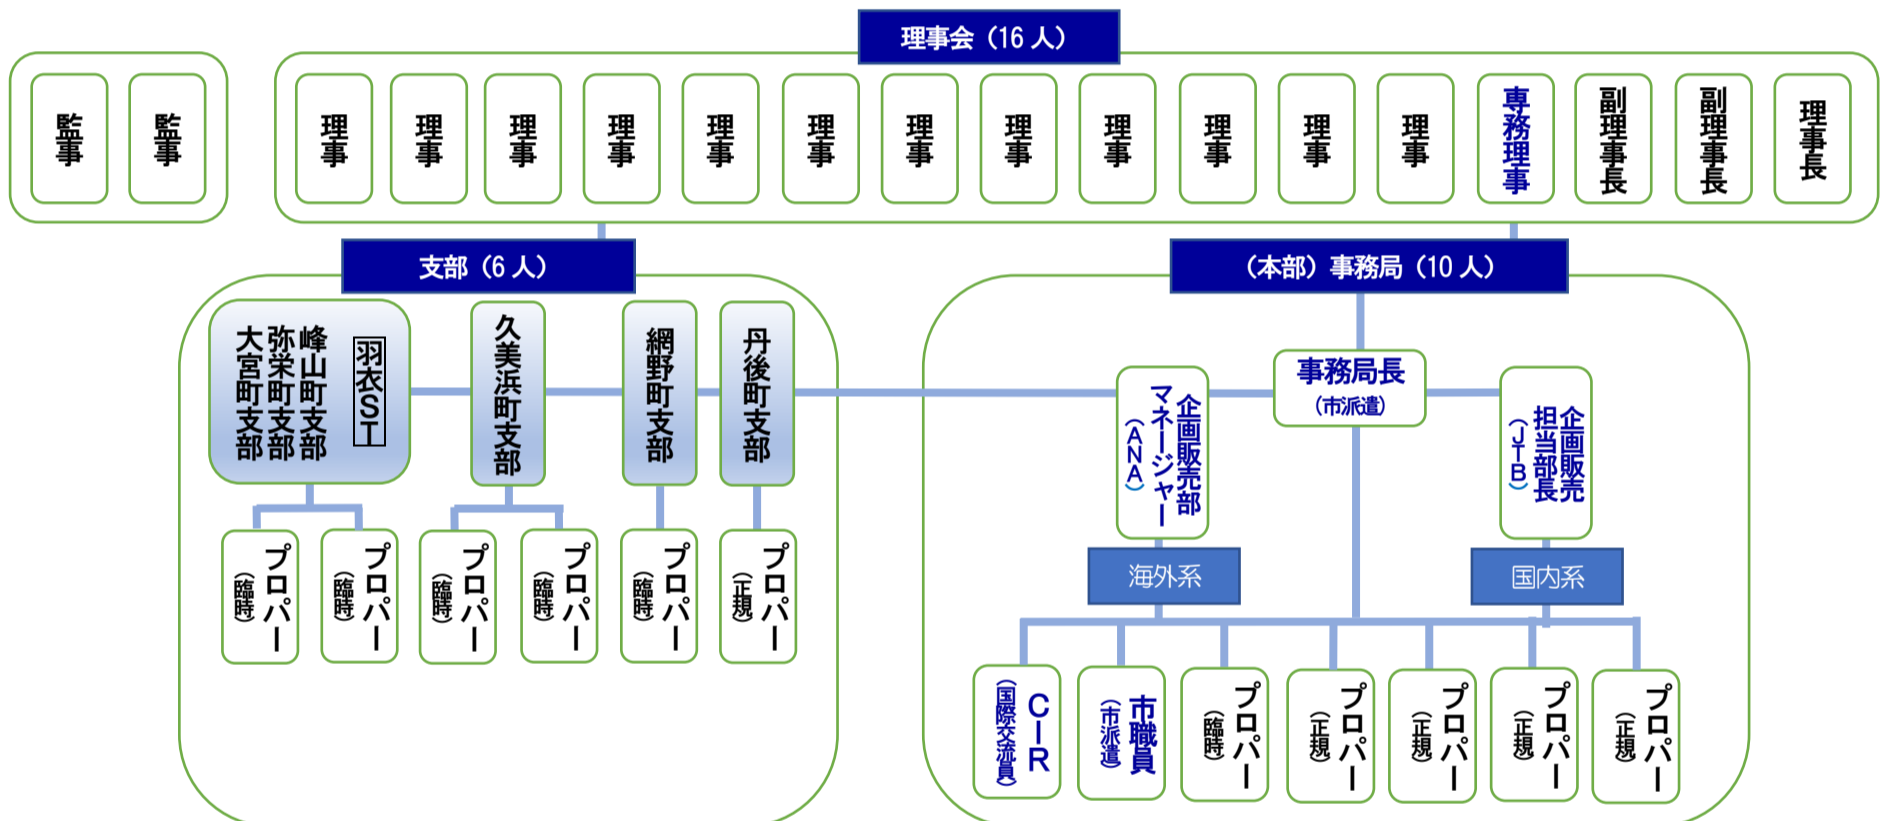 理事会（16 人）
監事
監事
理事
理事
理事
理事
理事
理事
理事
理事
理事
理事
理事
理事
専務理事
副理事長
副理事長
理事長
支部（6 人）
（本部）事務局（10 人）
羽衣ＳＴ
峰山町支部
弥栄町支部
大宮町支部
久美浜町支部
網野町支部
丹後町支部
プロパー
（臨時）
プロパー
（臨時）
プロパー
（臨時）
プロパー
（臨時）
プロパー
（臨時）
プロパー
（正規）
事務局長
（市派遣）
企画販売部
マネージャー
（ＡＮＡ）
企画販売
担当部長
（ＪＴＢ）
海外系
国内系
ＣＩＲ
（国際交流員）
市職員
（市派遣）
プロパー
（臨時）
プロパー
（正規）
プロパー
（正規）
プロパー
（正規）
プロパー
（正規）